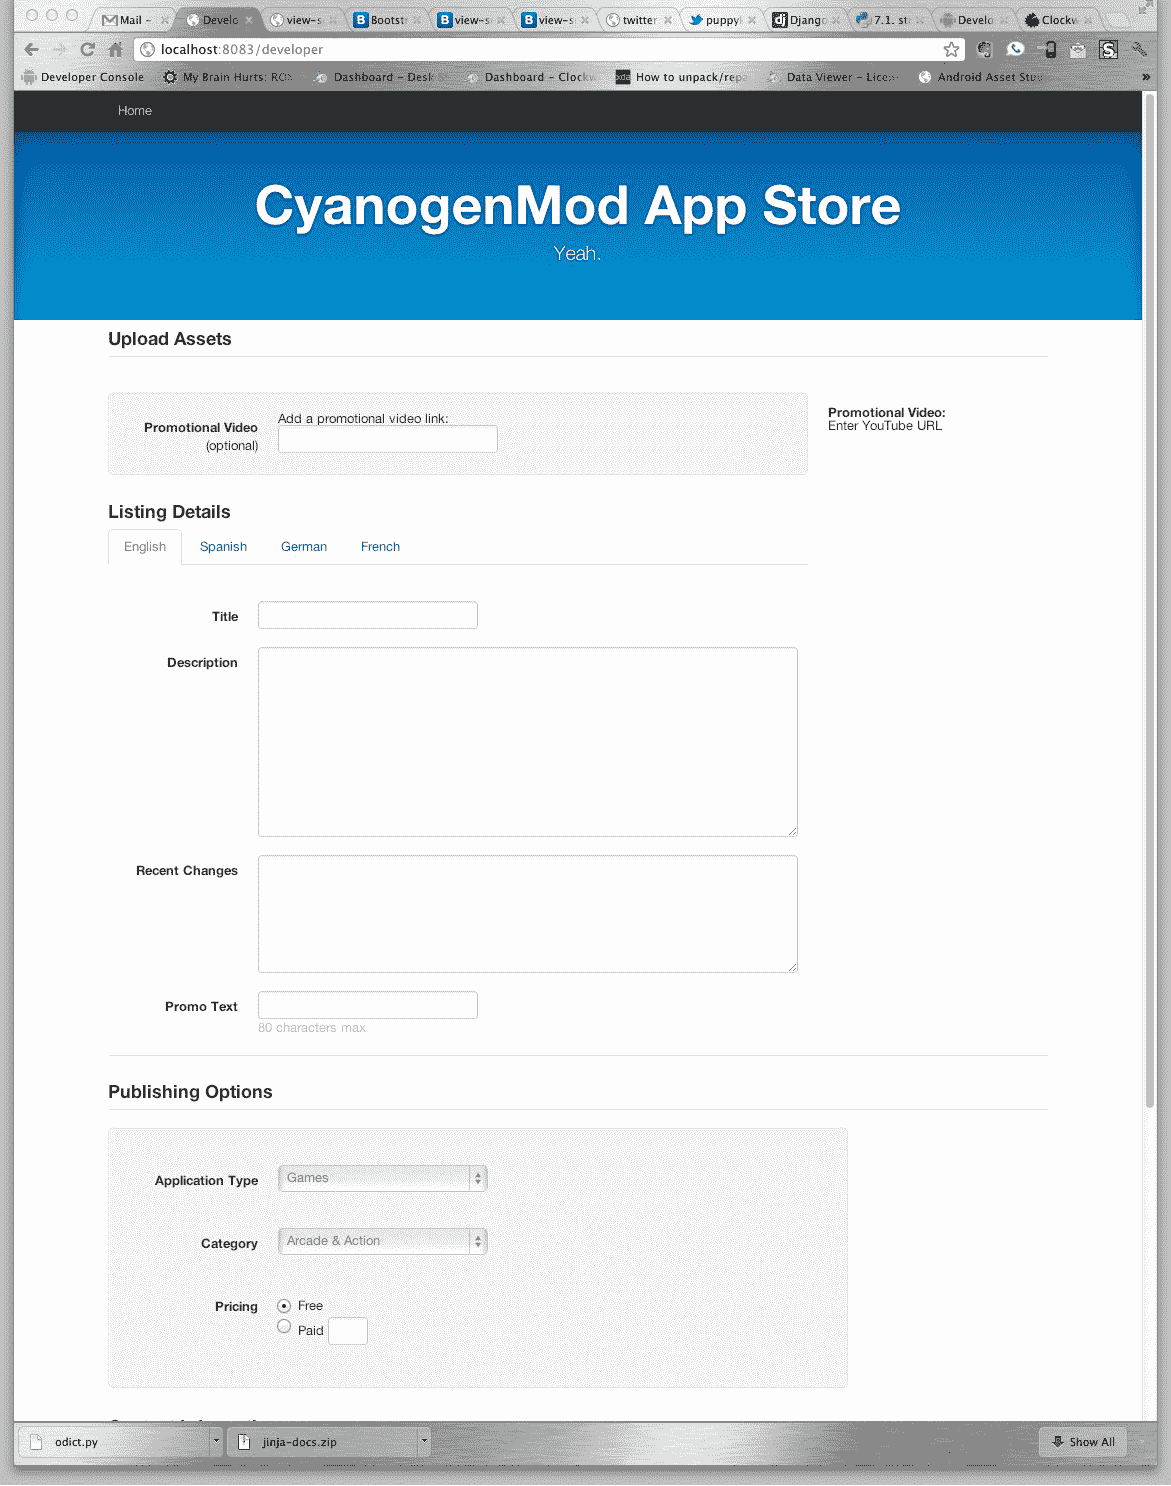 Mail –
Develo
view-s
Bootst
view-s
view-s
twitter
puppy
Django
7.1. st
Develo
Clockw
localhost:8083/developer
Developer Console
My Brain Hurts: RO
Dashboard – Desk
Dashboard – Clockw
How to unpack/repa
Data Viewer – Lice
Android Asset Stu
»
Home
CyanogenMod App Store
Yeah.
Upload Assets
Promotional Video
(optional)
Add a promotional video link:
Promotional Video:
Enter YouTube URL
Listing Details
English
Spanish
German
French
Title
Description
Recent Changes
Promo Text
80 characters max
Publishing Options
Application Type
Games
Category
Arcade & Action
Pricing
Free
Paid
odict.py
jinja-docs.zip
Show All